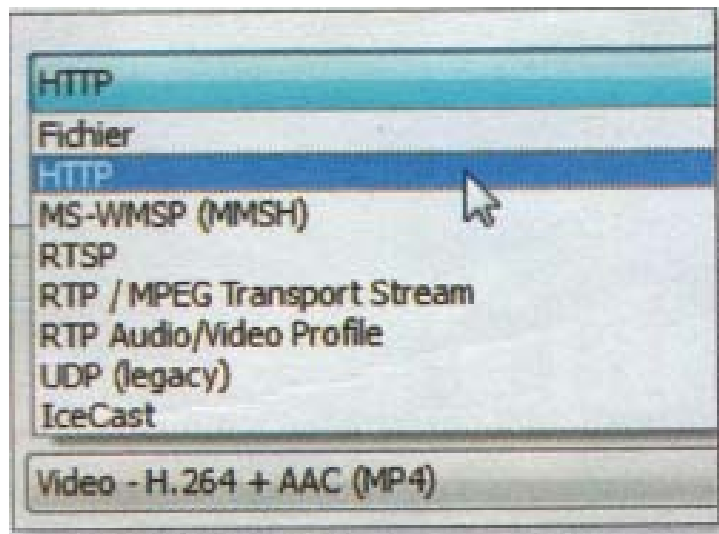 HTTP
Fichier
HTTP
MS-WMSP (MMSH)
RTSP
RTP / MPEG Transport Stream
RTP Audio/Video Profile
UDP (legacy)
IceCast
Video - H.264 + AAC (MP4)